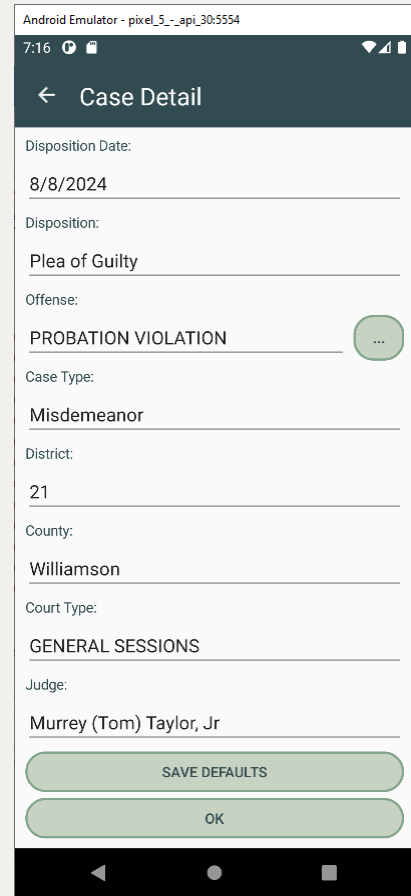 Android Emulator - pixel_5_-_api_30:5554
7:16
Case Detail
Disposition Date:
8/8/2024
Disposition:
Plea of Guilty
Offense:
PROBATION VIOLATION
...
Case Type:
Misdemeanor
District:
21
County:
Williamson
Court Type:
GENERAL SESSIONS
Judge:
Murrey (Tom) Taylor, Jr
SAVE DEFAULTS
OK